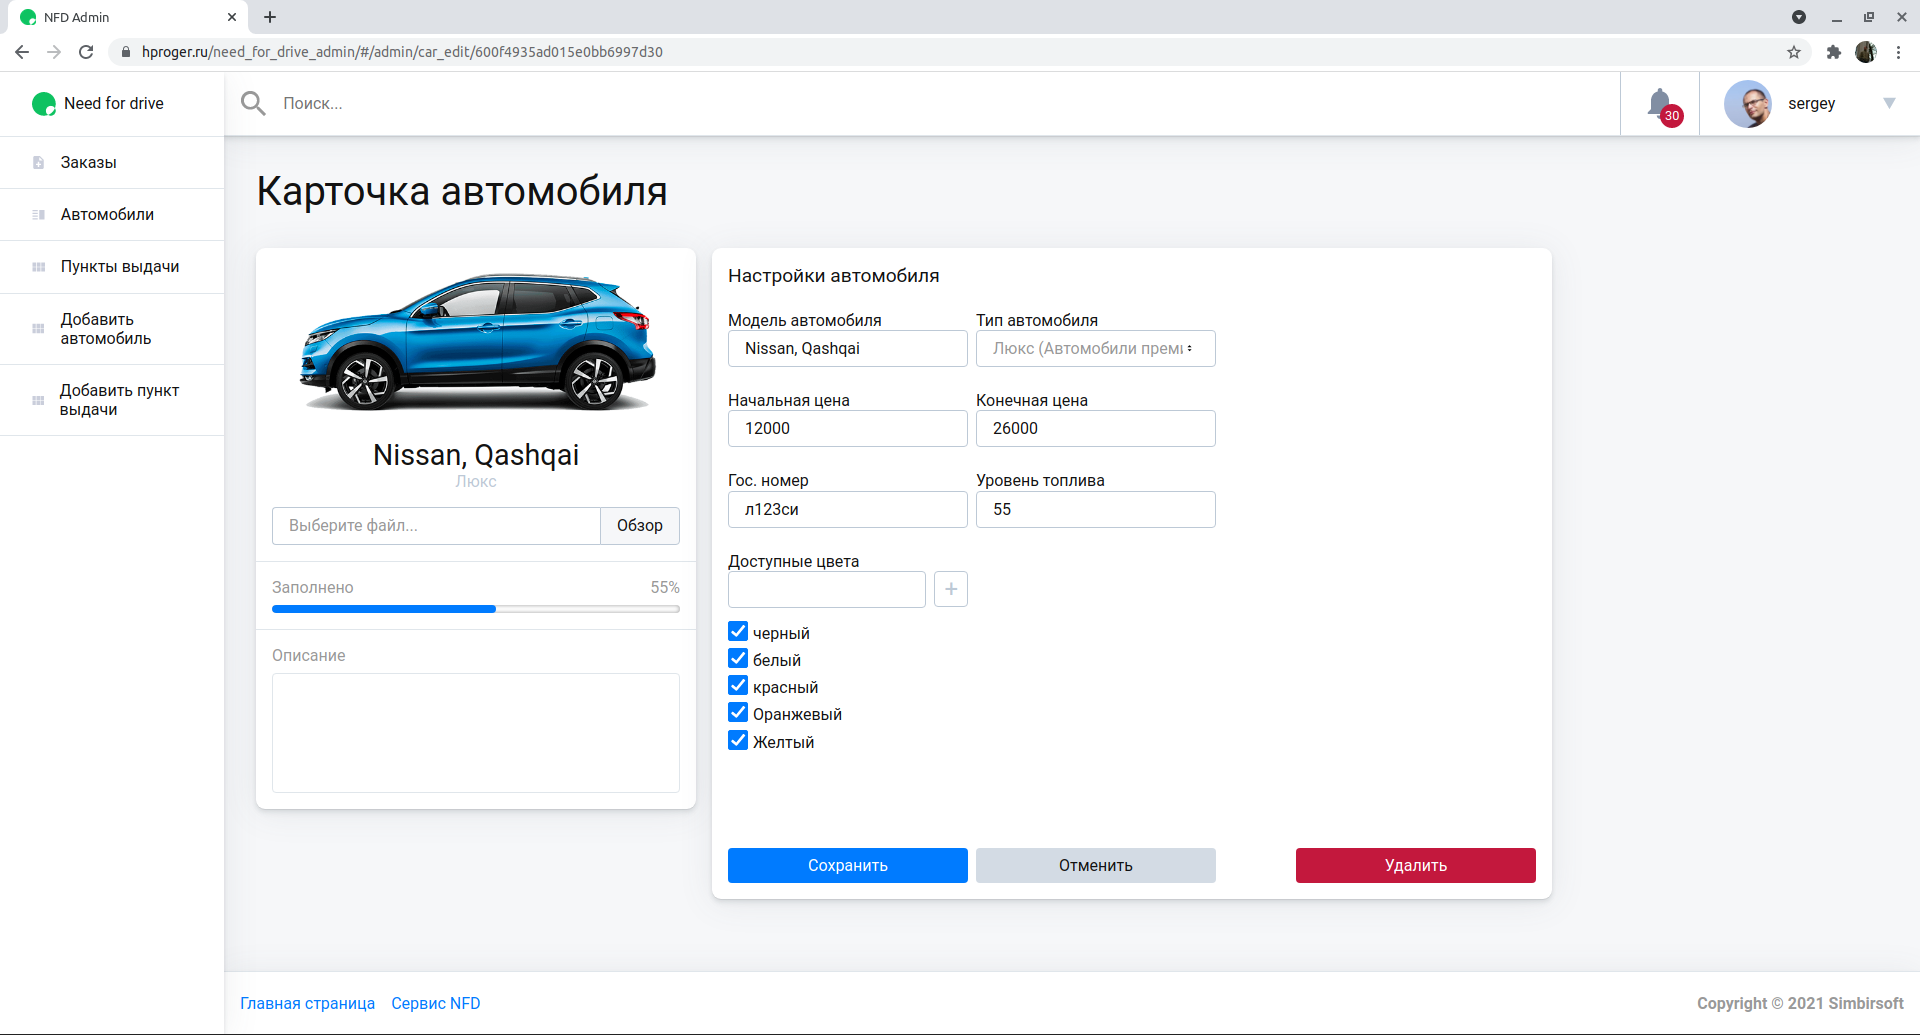 NFD Admin
hproger.ru/need_for_drive_admin/#/admin/car_edit/600f4935ad015e0bb6997d30
Need for drive
Поиск...
30
sergey
Заказы
Автомобили
Пункты выдачи
Добавить
автомобиль
Добавить пункт
выдачи
Карточка автомобиля
Nissan, Qashqai
Люкс
Выберите файл...
Обзор
Заполнено
55%
Описание
Настройки автомобиля
Модель автомобиля
Тип автомобиля
Nissan, Qashqai
Люкс (Автомобили преми
Начальная цена
Конечная цена
12000
26000
Гос. номер
Уровень топлива
л123си
55
Доступные цвета
+
черный
белый
красный
Оранжевый
Желтый
Сохранить
Отменить
Удалить
Главная страница
Сервис NFD
Copyright © 2021 Simbirsoft